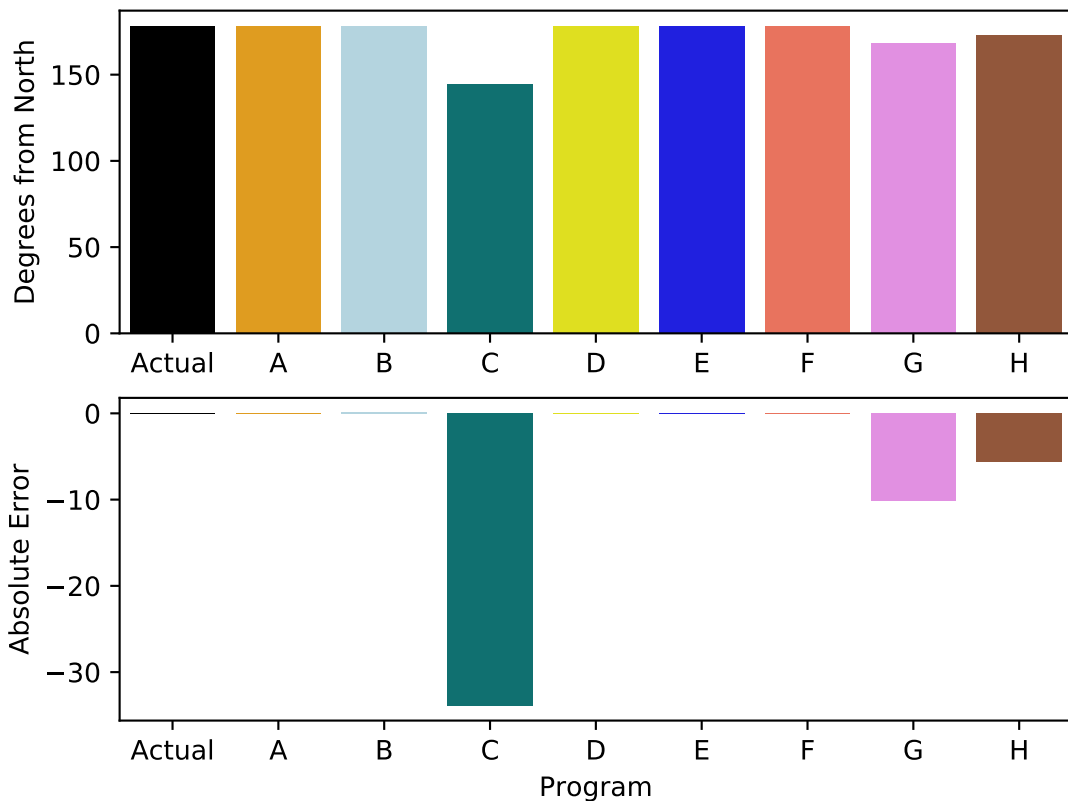 Degrees from North
150
100
50
0
Actual A B C D E F G H
Absolute Error
0
−10
−20
−30
Actual A B C D E F G H
Program